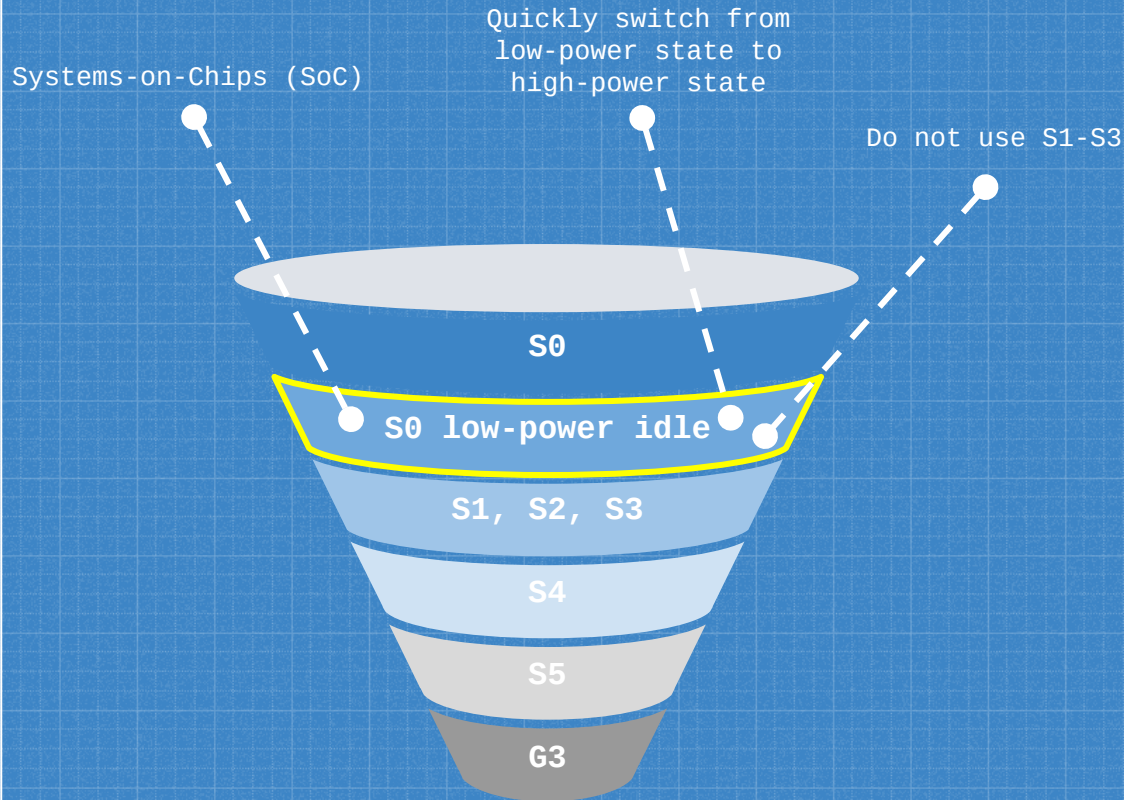 Quickly switch from
low-power state to
high-power state
Systems-on-Chips (SoC)
Do not use S1-S3
S0
S0 low-power idle
S1, S2, S3
S4
S5
G3